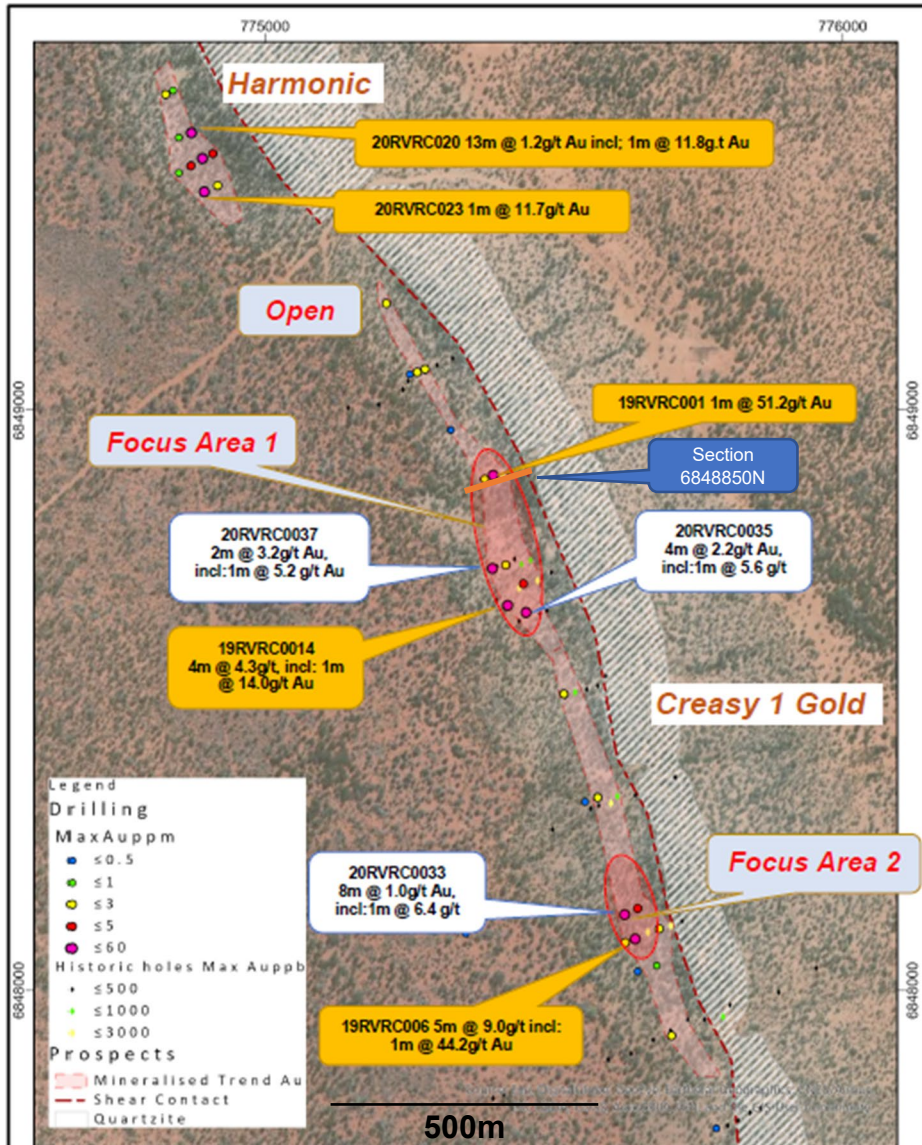 775000
776000
Harmonic
20RVRC020 13m @ 1.2g/t Au incl; 1m @ 11.8g.t Au
20RVRC023 1m @ 11.7g/t Au
Open
6849000
6849000
19RVRC001 1m @ 51.2g/t Au
Focus Area 1
Section
6848850N
20RVRC0037
2m @ 3.2g/t Au,
incl:1m @ 5.2 g/t Au
20RVRC0035
4m @ 2.2g/t Au,
incl:1m @ 5.6 g/t
19RVRC0014
4m @ 4.3g/t, incl: 1m
@ 14.0g/t Au
Creasy 1 Gold
Focus Area 2
20RVRC0033
8m @ 1.0g/t Au,
incl:1m @ 6.4 g/t
6848000
6848000
19RVRC006 5m @ 9.0g/t incl:
1m @ 44.2g/t Au
Legend
Drilling
MaxAuppm
≤0.5
≤1
≤3
≤5
≤60
Historic holes Max Auppb
≤500
≤1000
≤3000
Prospects
Mineralised Trend Au
Shear Contact
Quartzite
500m